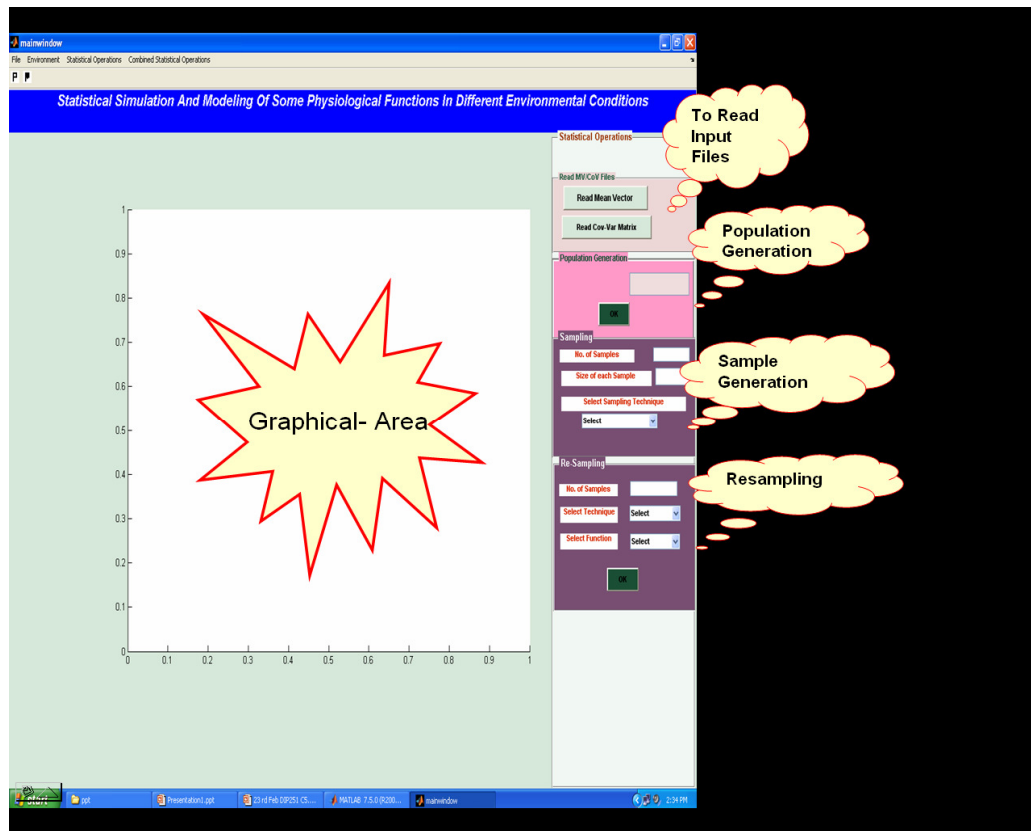 mainwindow
File Environment Statistical Operations Combined Statistical Operations
Statistical Simulation And Modeling Of Some Physiological Functions In Different Environmental Conditions
Statistical Operations
Read MV/CoV Files
Read Mean Vector
Read Cov-Var Matrix
Population Generation
OK
Sampling
No. of Samples
Size of each Sample
Select Sampling Technique
Select
Re-Sampling
No. of Samples
Select Technique
Select
Select Function
Select
OK
To Read
Input
Files
Population
Generation
Sample
Generation
Resampling
Graphical- Area
1
0.9
0.8
0.7
0.6
0.5
0.4
0.3
0.2
0.1
0
0 0.1 0.2 0.3 0.4 0.5 0.6 0.7 0.8 0.9 1
start
ppt
Presentation1.ppt
23 rd Feb DIP251 C5....
MATLAB 7.5.0 (R200...
mainwindow
2:34 PM